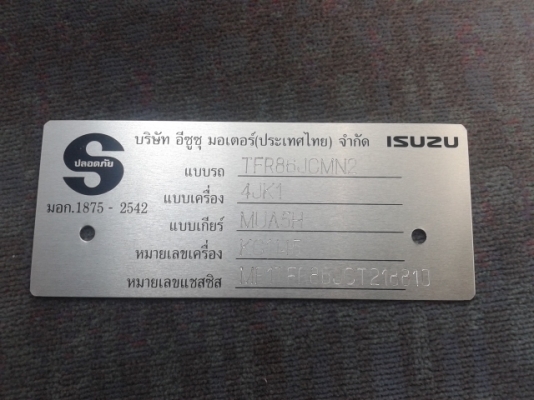 บริษัท อีซูซุ มอเตอร์(ประเทศไทย) จำกัด ISUZU
ปลอดภัย
มอก.1875 - 2542
แบบรถ TFR86JCMN2
แบบเครื่อง 4JK1
แบบเกียร์ MUA5H
หมายเลขเครื่อง
หมายเลขแชสซิส